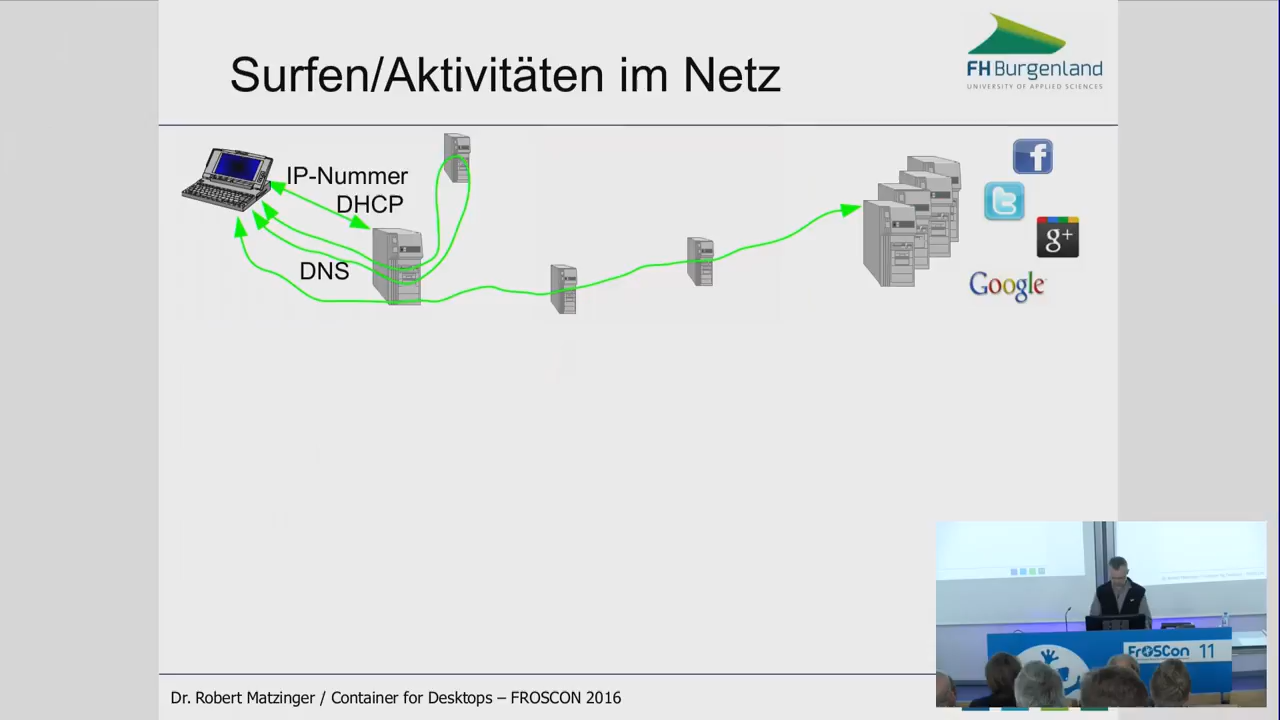 Surfen/Aktivitäten im Netz
FH Burgenland
UNIVERSITY OF APPLIED SCIENCES
IP-Nummer
DHCP
DNS
f
t
g+
Google
FrOSCon 11
Dr. Robert Matzinger / Container for Desktops – FROSCON 2016